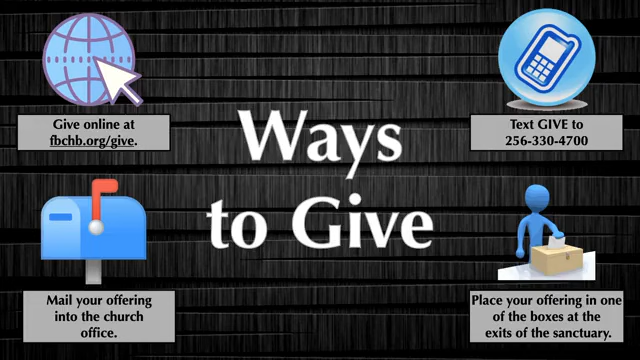 Give online at
fbchb.org/give.
Text GIVE to
256-330-4700
Ways
to Give
Mail your offering
into the church
office.
Place your offering in one
of the boxes at the
exits of the sanctuary.